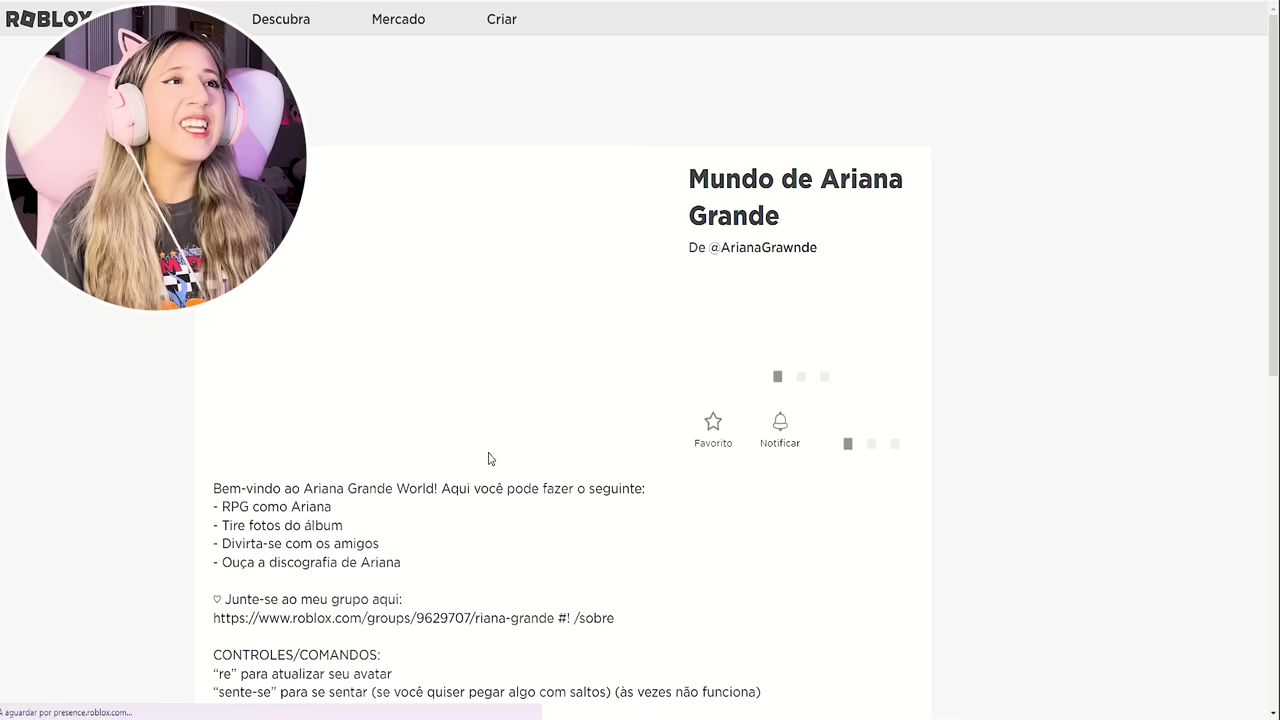 ROBLOX
Descubra
Mercado
Criar
Mundo de Ariana
Grande
De @ArianaGrawnde
Favorito
Notificar
Bem-vindo ao Ariana Grande World! Aqui você pode fazer o seguinte:
- RPG como Ariana
- Tire fotos do álbum
- Divirta-se com os amigos
- Ouça a discografia de Ariana
♡ Junte-se ao meu grupo aqui:
https://www.roblox.com/groups/9629707/riana-grande #! /sobre
CONTROLES/COMANDOS:
“re” para atualizar seu avatar
“sente-se” para se sentar (se você quiser pegar algo com saltos) (às vezes não funciona)
A aguardar por presence.roblox.com...